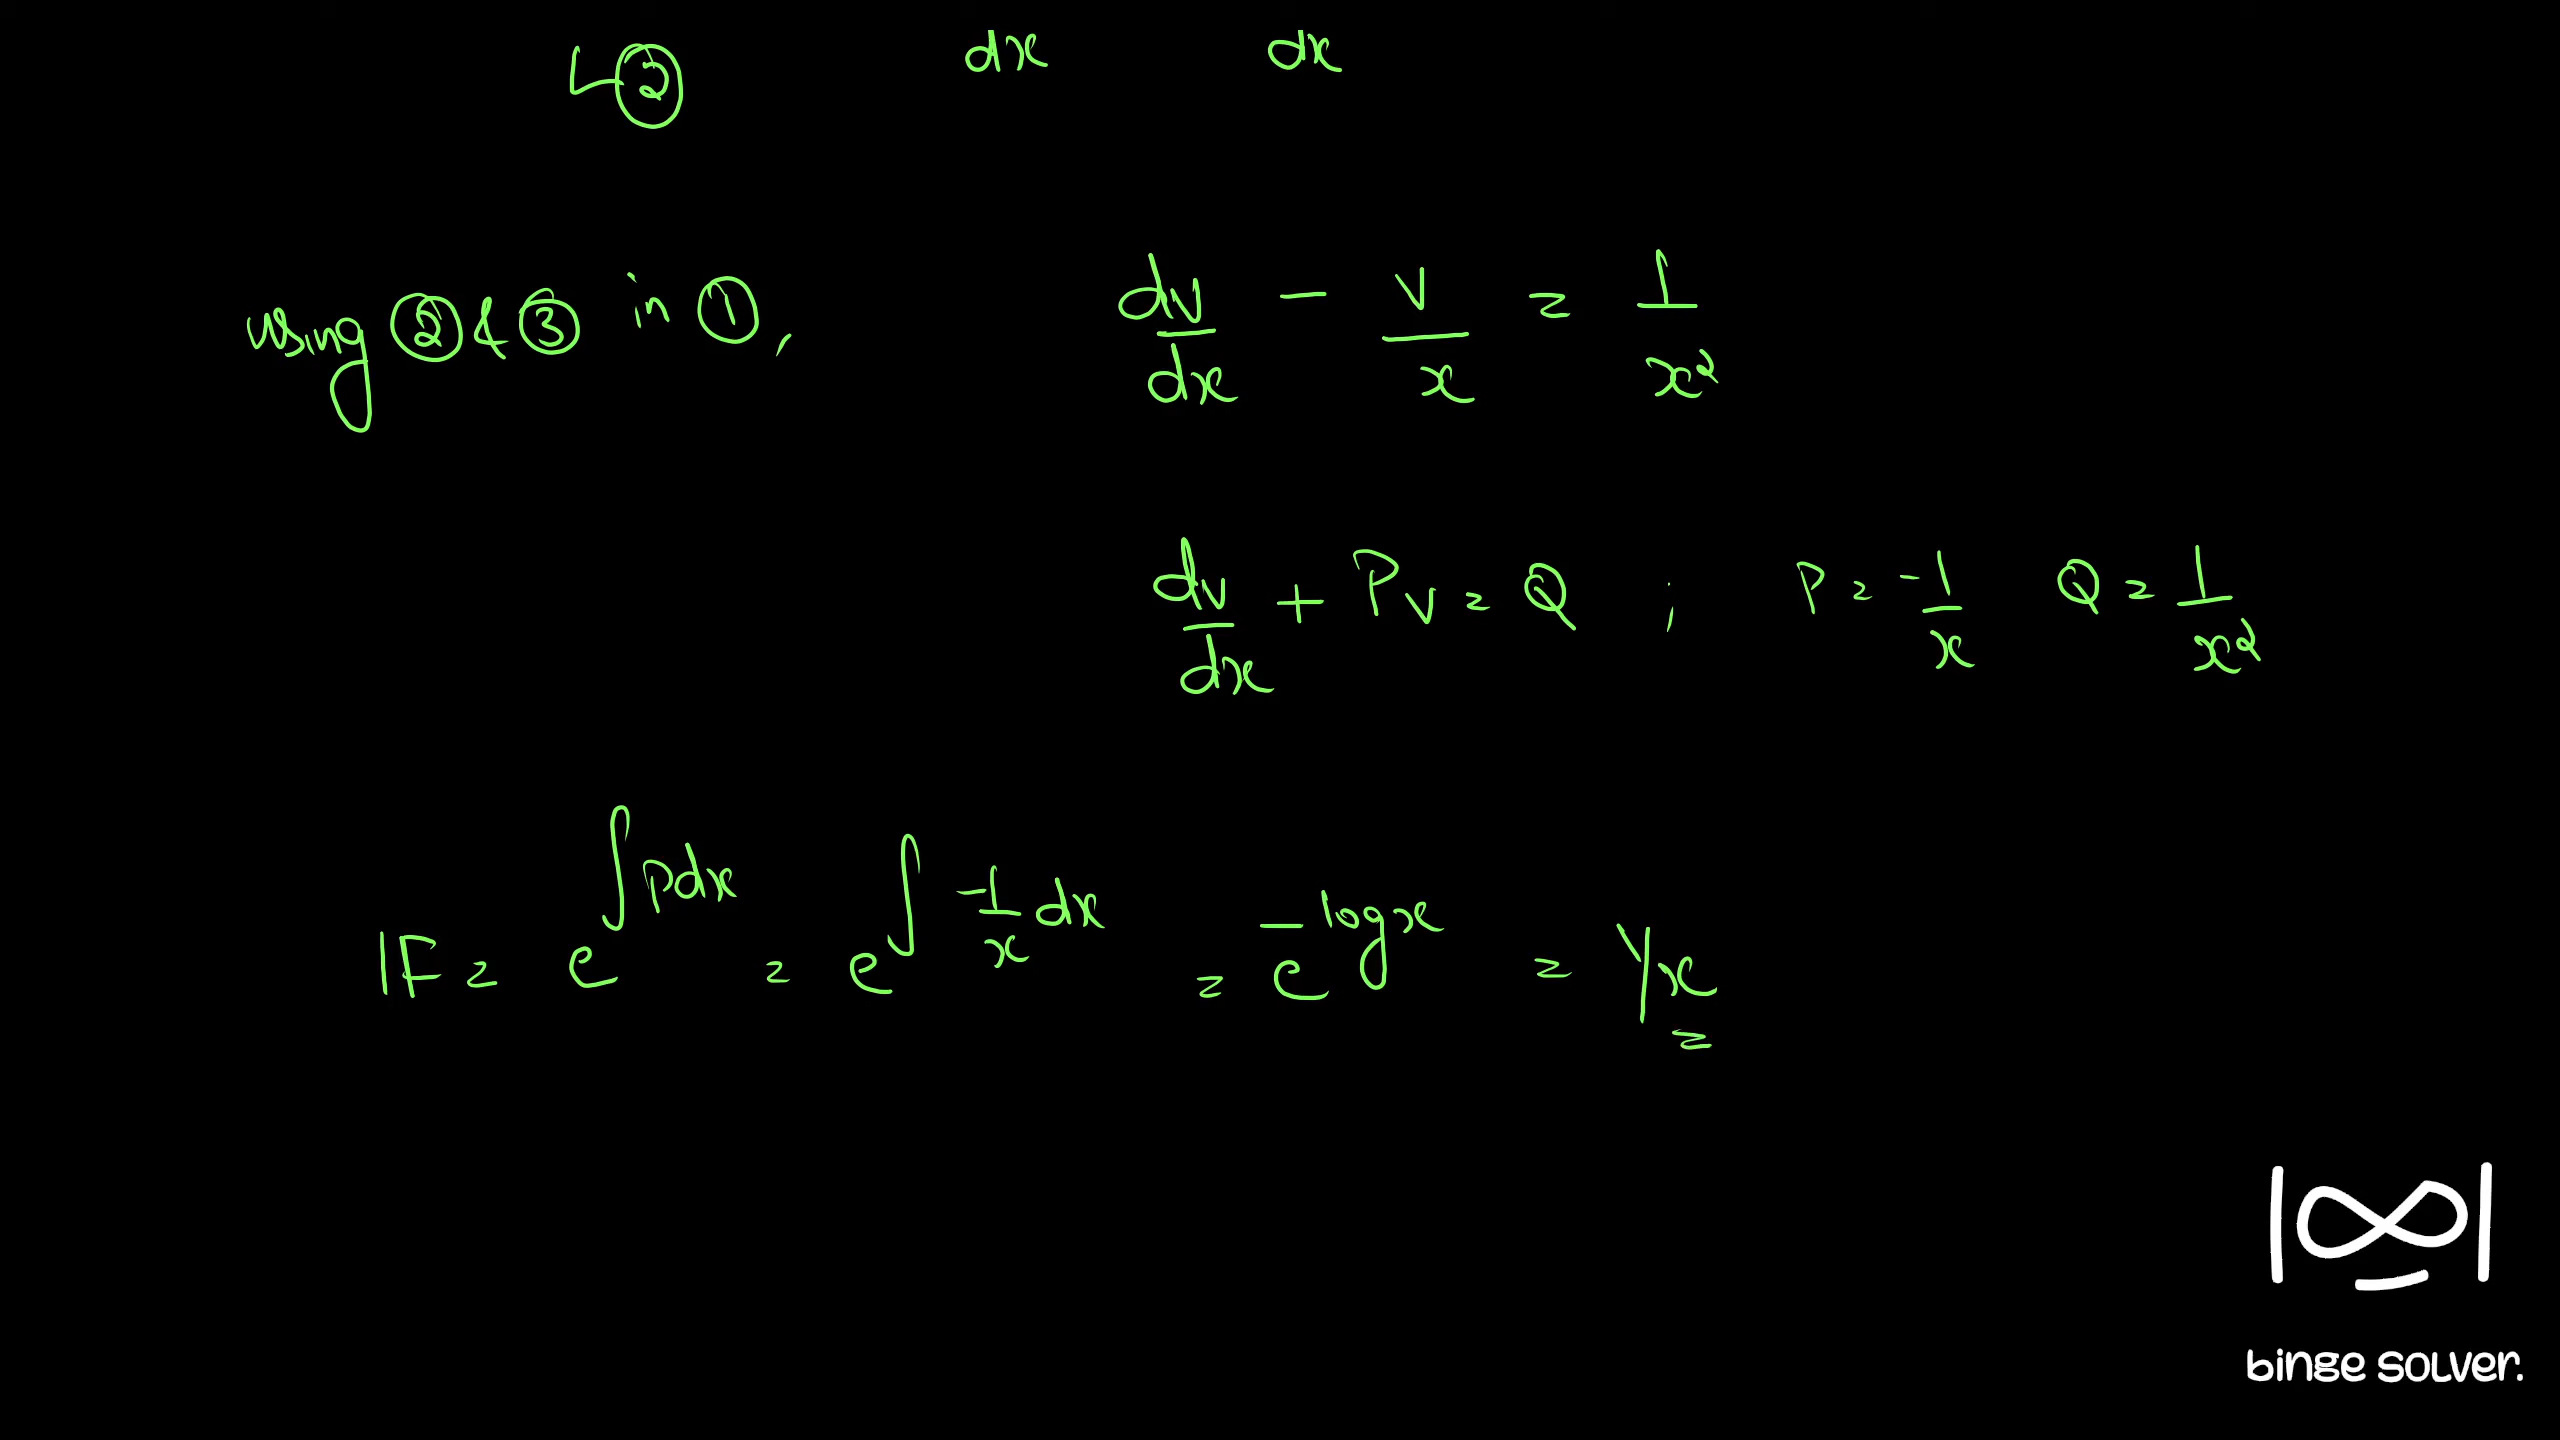 ② dx dx
using ② & ③ in ①, dv/dx - v/x = 1/x²
dv/dx + Pv = Q ; P = -1/x Q = 1/x²
IF = e^∫Pdx = e^∫-1/x dx = e^-logx = 1/x
binge solver.